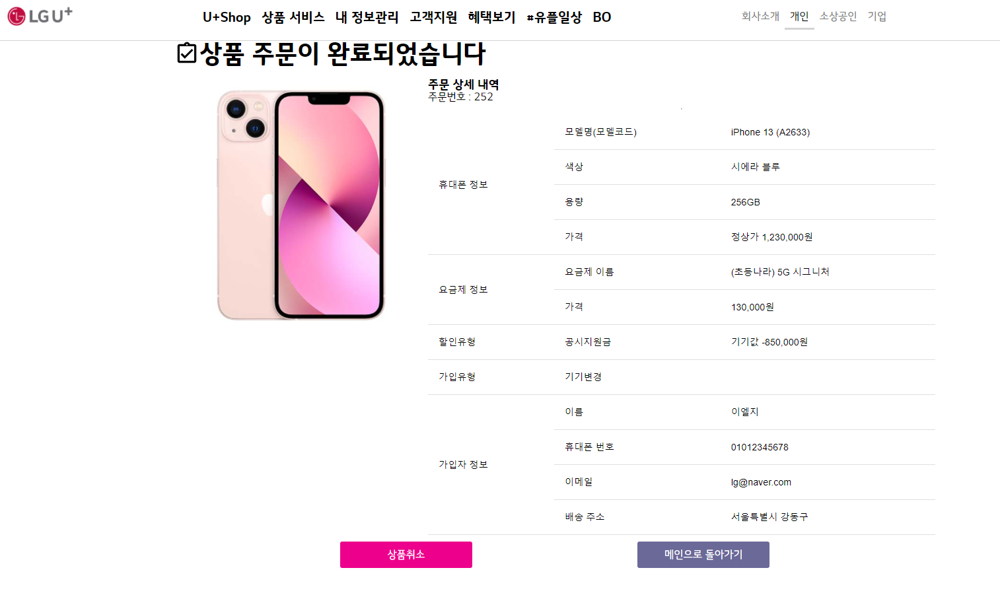 LG U+
U+Shop 상품 서비스 내 정보관리 고객지원 혜택보기 #유플일상 BO
회사소개 개인 소상공인 기업
상품 주문이 완료되었습니다
주문 상세 내역
주문번호 : 252
휴대폰 정보
모델명(모델코드) iPhone 13 (A2633)
색상 시에라 블루
용량 256GB
가격 정상가 1,230,000원
요금제 정보
요금제 이름 (초등나라) 5G 시그니처
가격 130,000원
할인유형 공시지원금 기기값 -850,000원
가입유형 기기변경
가입자 정보
이름 이엘지
휴대폰 번호 01012345678
이메일 lg@naver.com
배송 주소 서울특별시 강동구
상품취소 메인으로 돌아가기